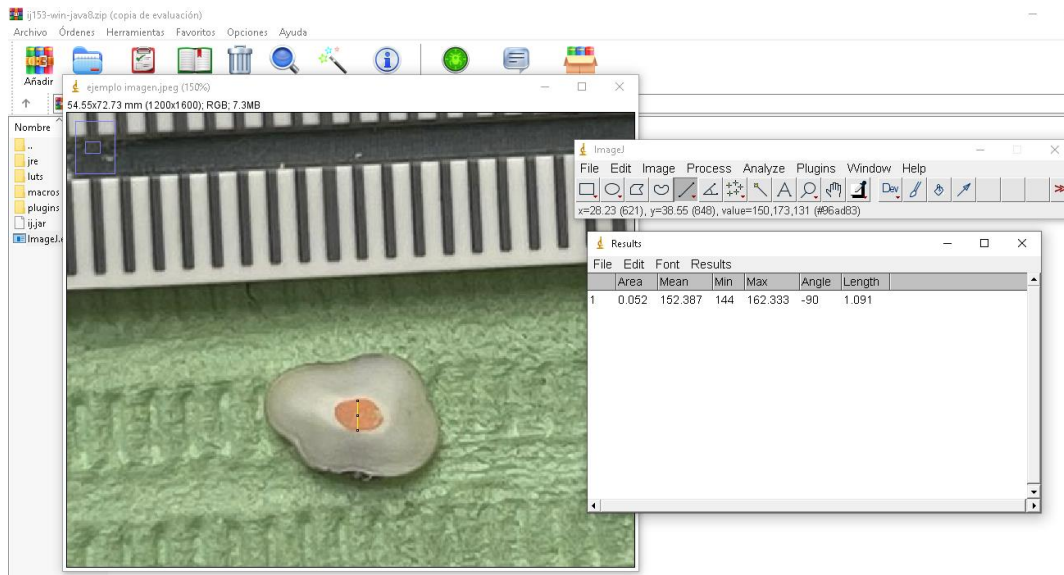 ij153-win-java8.zip (copia de evaluación)
Archivo Órdenes Herramientas Favoritos Opciones Ayuda
Añadir
Nombre
..
jre
luts
macros
plugins
ij.jar
ImageJ.e
ejemplo imagen.jpeg (150%)
54.55x72.73 mm (1200x1600); RGB; 7.3MB
ImageJ
File Edit Image Process Analyze Plugins Window Help
A Dev
x=28.23 (621), y=38.55 (848), value=150,173,131 (#96ad83)
Results
File Edit Font Results
Area Mean Min Max Angle Length
1 0.052 152.387 144 162.333 -90 1.091